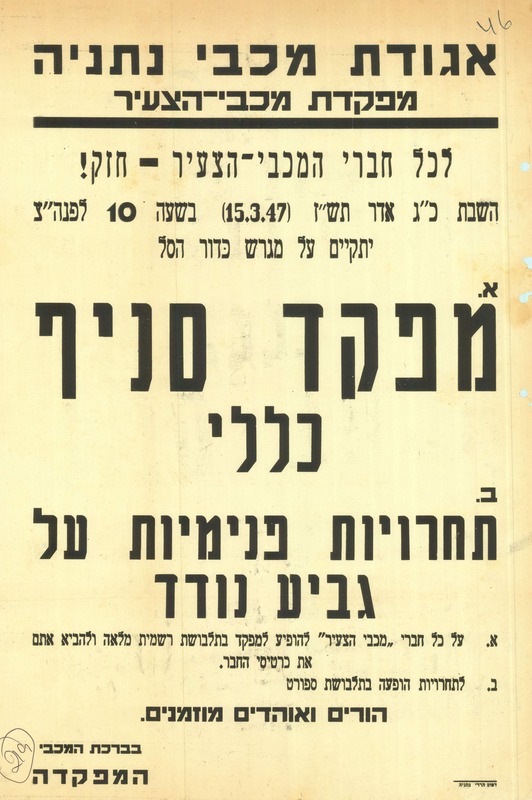 46
אגודת מכבי נתניה
מפקדת מכבי-הצעיר
לכל חברי המכבי-הצעיר - חזק!
השבת כ"ג אדר תש"ז (15.3.47) בשעה 10 לפנה"צ
יתקיים על מגרש כדור הסל
א.
מפקד סניף
כללי
ב.
תחרויות פנימיות על
גביע נודד
א. על כל חברי „מכבי הצעיר" להופיע למפקד בתלבושת רשמית מלאה ולהביא אתם
את כרטיסי החבר.
ב. לתחרויות הופעה בתלבושת ספורט
הורים ואוהדים מוזמנים.
בברכת המכבי
המפקדה